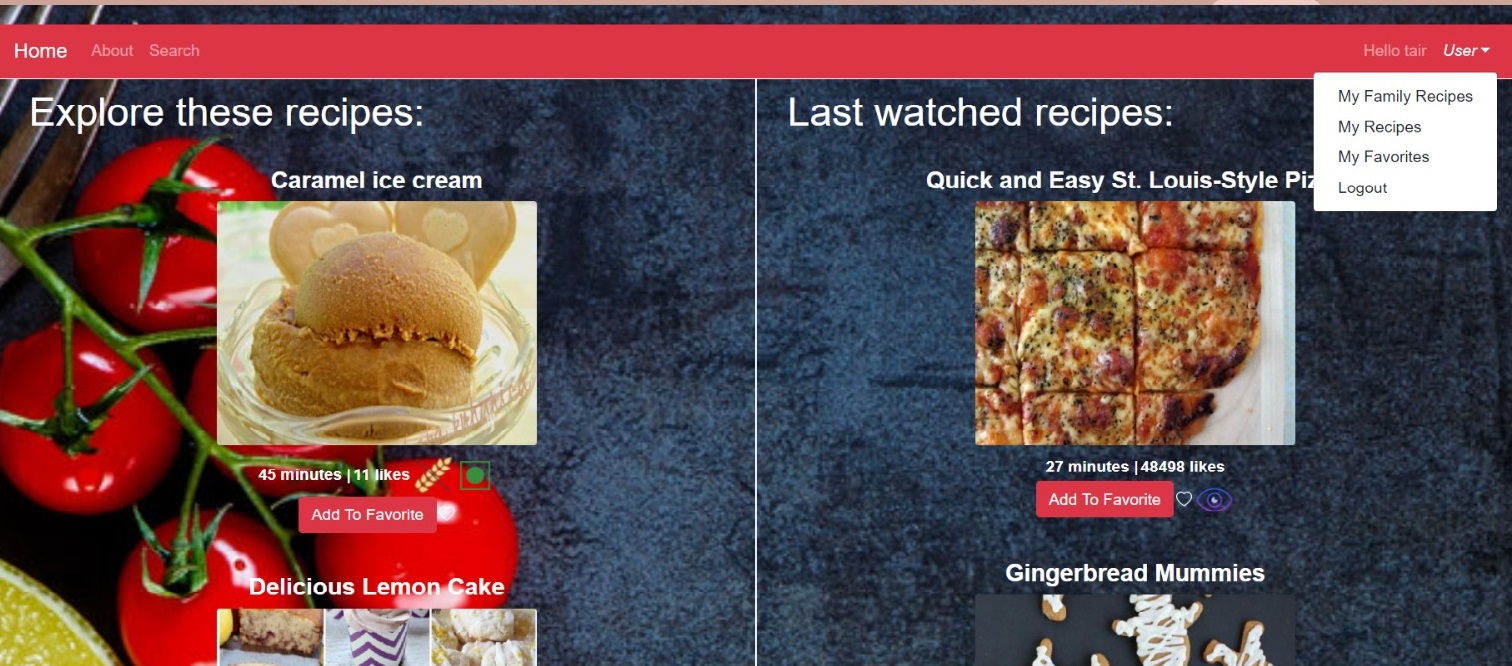 Home About Search Hello tair User
My Family Recipes
My Recipes
My Favorites
Logout
Explore these recipes:
Caramel ice cream
45 minutes | 11 likes
Add To Favorite
Delicious Lemon Cake
Last watched recipes:
Quick and Easy St. Louis-Style Piz
27 minutes | 48498 likes
Add To Favorite
Gingerbread Mummies